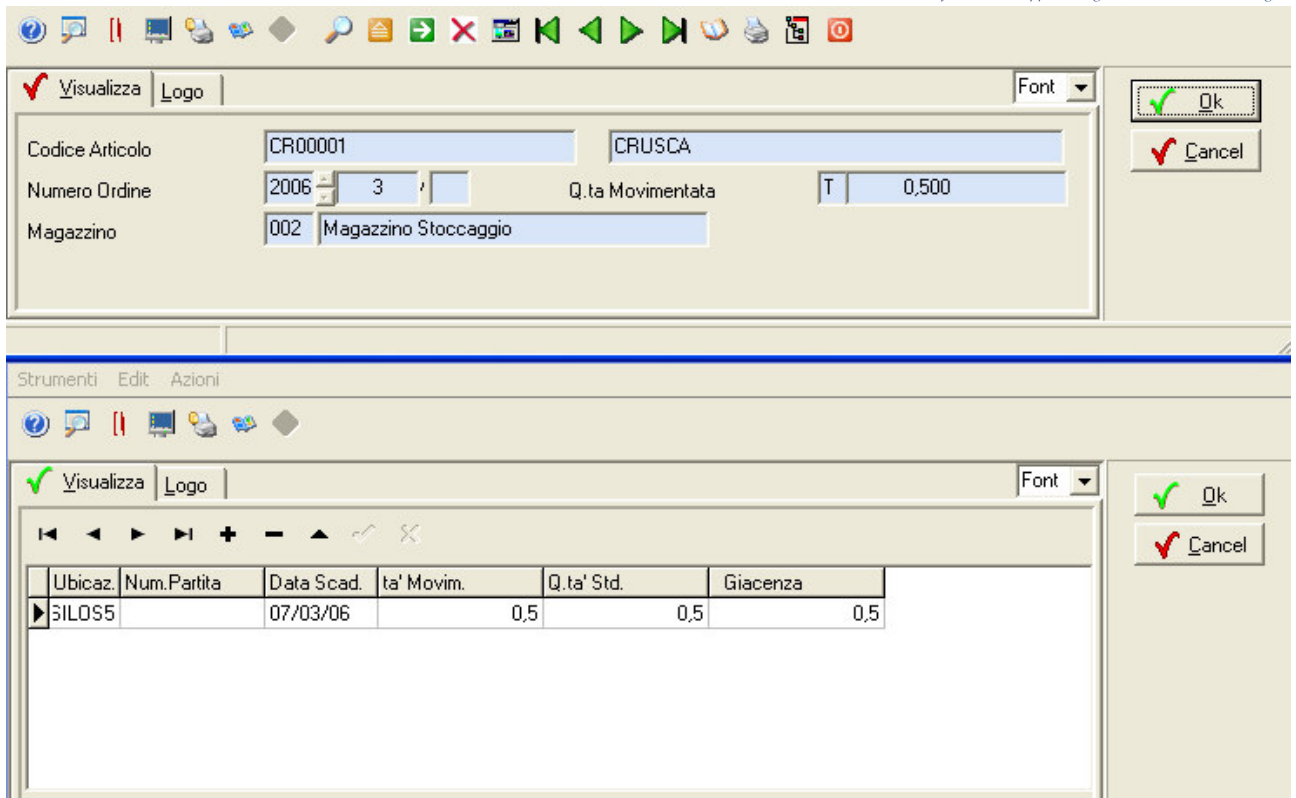 Visualizza Logo Font
Ok
Codice Articolo CR00001 CRUSCA
Cancel
Numero Ordine 2006 3 / Q.ta Movimentata T 0,500
Magazzino 002 Magazzino Stoccaggio
Strumenti Edit Azioni
Visualizza Logo Font
Ok
Cancel
Ubicaz. Num.Partita Data Scad. ta' Movim. Q.ta' Std. Giacenza
SILOS5 07/03/06 0,5 0,5 0,5